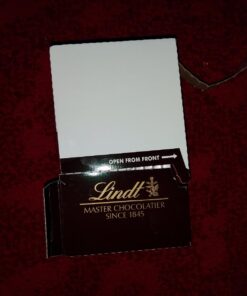 OPEN FROM FRONT
Lindt
MASTER CHOCOLATIER
SINCE 1845